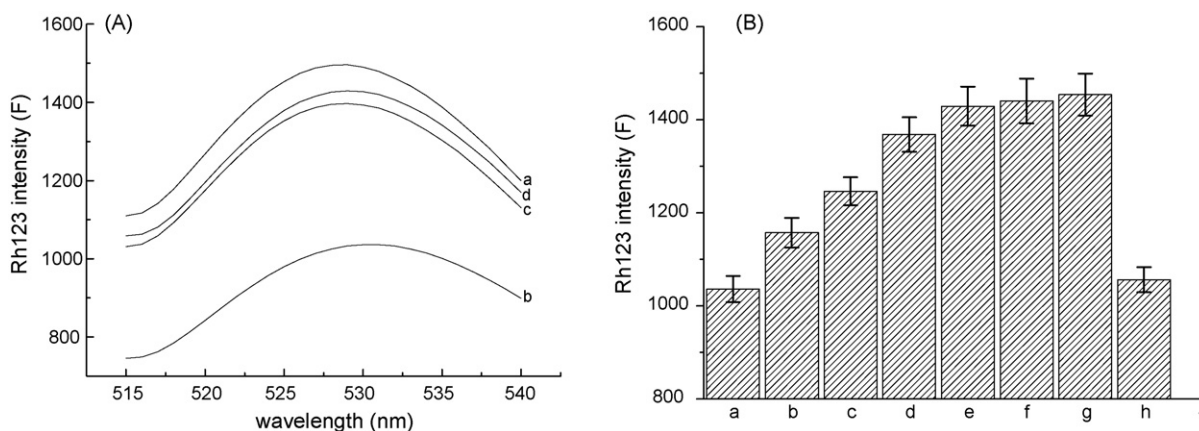 (A)
Rh123 intensity (F)
1600
1400
1200
1000
800
a
d
c
b
515 520 525 530 535 540
wavelength (nm)
(B)
Rh123 intensity (F)
1600
1400
1200
1000
800
a b c d e f g h